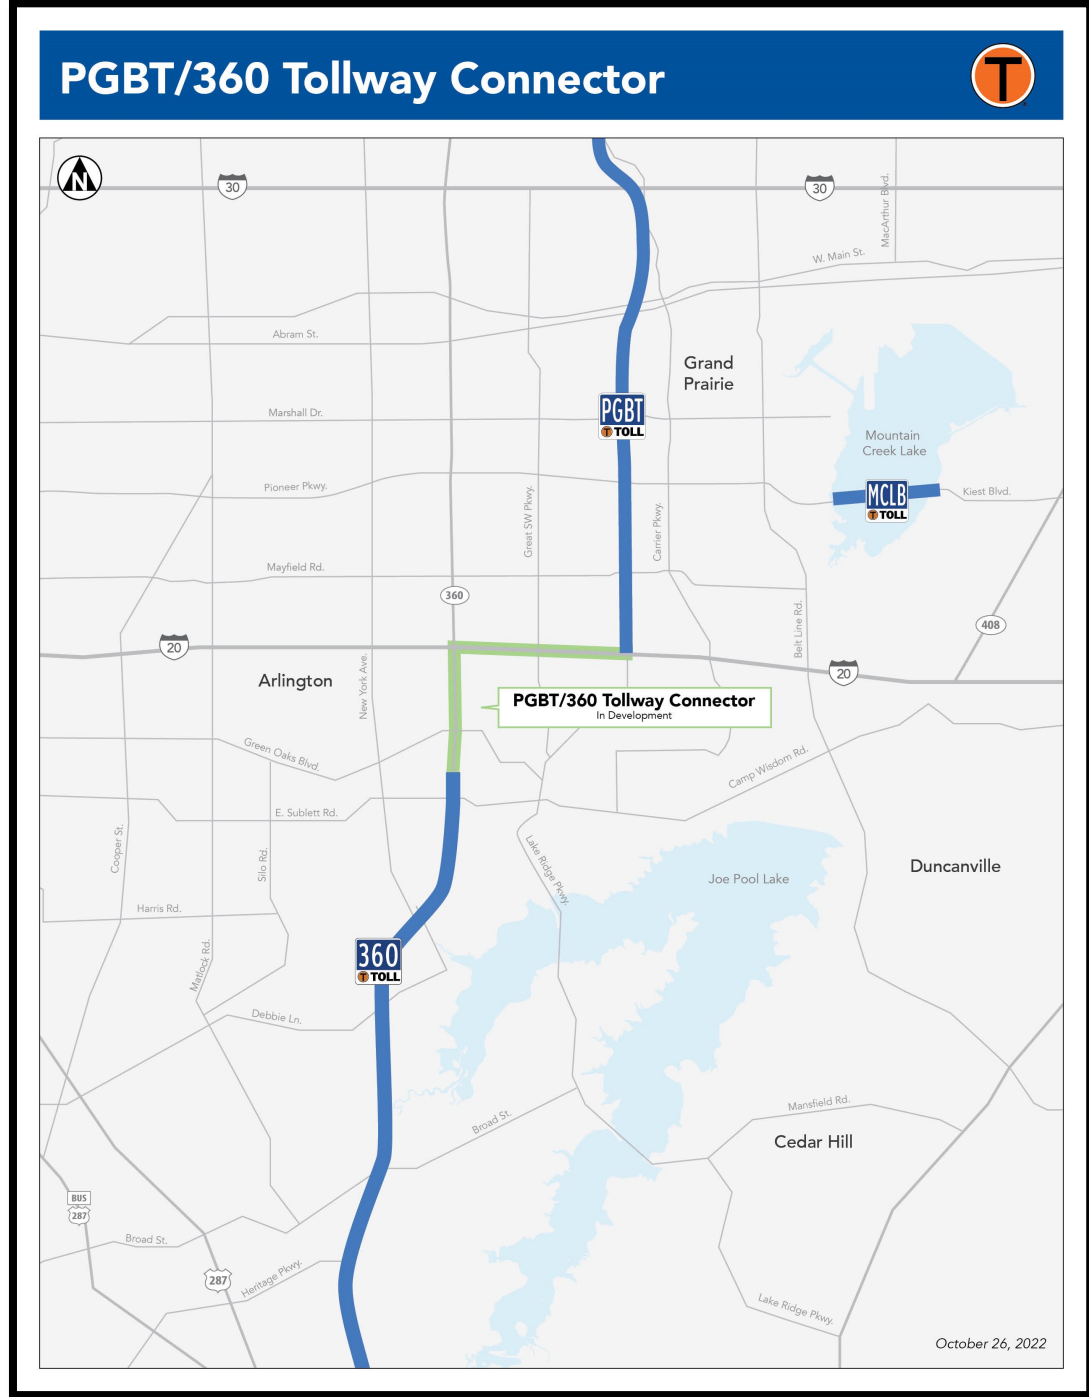 PGBT/360 Tollway Connector
T
N
30
30
MacArthur Blvd.
W. Main St.
Abram St.
Grand
Prairie
Marshall Dr.
PGBT
T TOLL
Mountain
Creek Lake
Pioneer Pkwy.
Great SW Pkwy.
Carrier Pkwy.
MCLB
T TOLL
Kiest Blvd.
Mayfield Rd.
360
Belt Line Rd.
408
20
20
Arlington
New York Ave.
PGBT/360 Tollway Connector
In Development
Green Oaks Blvd.
Camp Wisdom Rd.
E. Sublett Rd.
Cooper St.
Silo Rd.
Lake Ridge Pkwy.
Joe Pool Lake
Duncanville
Harris Rd.
Matlock Rd.
360
T TOLL
Debbie Ln.
Broad St.
Mansfield Rd.
Cedar Hill
BUS
287
Broad St.
287
Heritage Pkwy.
Lake Ridge Pkwy.
October 26, 2022